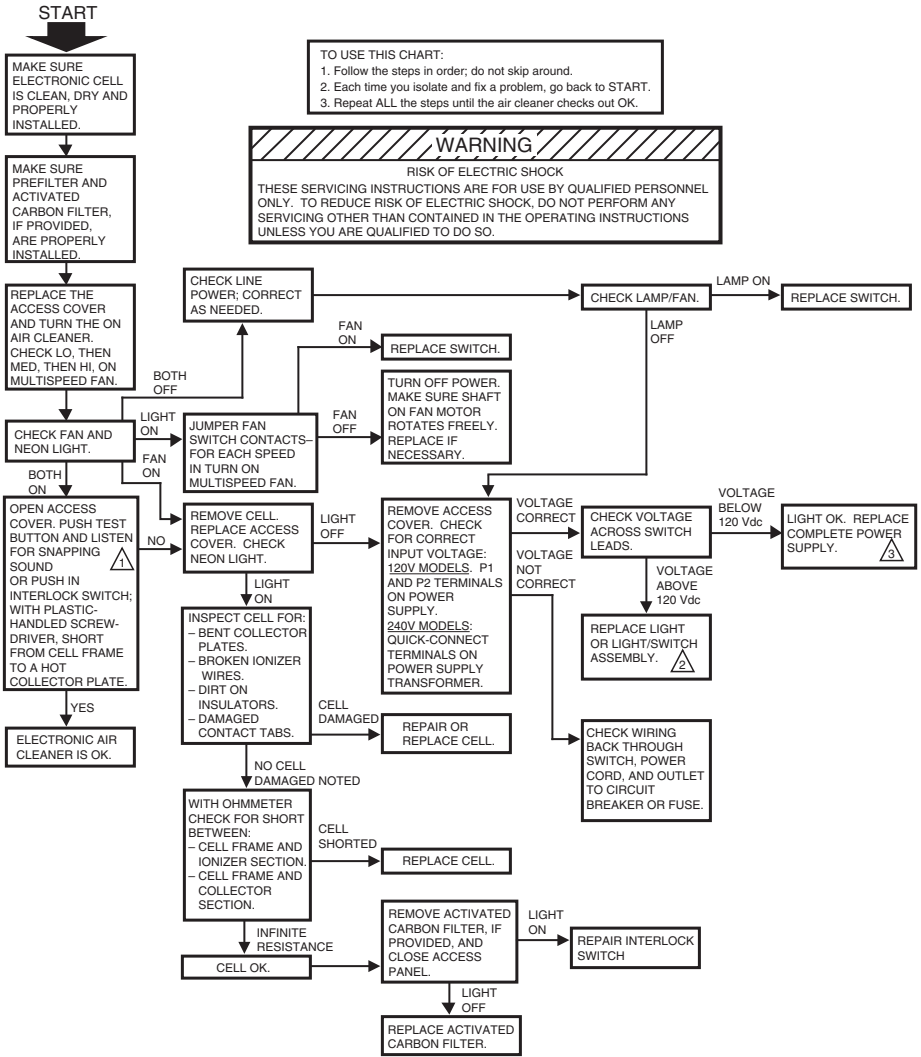 START
MAKE SURE
ELECTRONIC CELL
IS CLEAN, DRY AND
PROPERLY
INSTALLED.
TO USE THIS CHART:
1. Follow the steps in order; do not skip around.
2. Each time you isolate and fix a problem, go back to START.
3. Repeat ALL the steps until the air cleaner checks out OK.
WARNING
RISK OF ELECTRIC SHOCK
THESE SERVICING INSTRUCTIONS ARE FOR USE BY QUALIFIED PERSONNEL
ONLY. TO REDUCE RISK OF ELECTRIC SHOCK, DO NOT PERFORM ANY
SERVICING OTHER THAN CONTAINED IN THE OPERATING INSTRUCTIONS
UNLESS YOU ARE QUALIFIED TO DO SO.
MAKE SURE
PREFILTER AND
ACTIVATED
CARBON FILTER,
IF PROVIDED,
ARE PROPERLY
INSTALLED.
REPLACE THE
ACCESS COVER
AND TURN THE ON
AIR CLEANER.
CHECK LO, THEN
MED, THEN HI, ON
MULTISPEED FAN.
CHECK FAN AND
NEON LIGHT.
BOTH
OFF
CHECK LINE
POWER; CORRECT
AS NEEDED.
CHECK LAMP/FAN.
LAMP ON
REPLACE SWITCH.
LAMP
OFF
LIGHT
ON
JUMPER FAN
SWITCH CONTACTS–
FOR EACH SPEED
IN TURN ON
MULTISPEED FAN.
FAN
ON
REPLACE SWITCH.
FAN
OFF
TURN OFF POWER.
MAKE SURE SHAFT
ON FAN MOTOR
ROTATES FREELY.
REPLACE IF
NECESSARY.
FAN
ON
BOTH
ON
OPEN ACCESS
COVER. PUSH TEST
BUTTON AND LISTEN
FOR SNAPPING
SOUND
OR PUSH IN
INTERLOCK SWITCH;
WITH PLASTIC-
HANDLED SCREW-
DRIVER, SHORT
FROM CELL FRAME
TO A HOT
COLLECTOR PLATE.
1
NO
YES
ELECTRONIC AIR
CLEANER IS OK.
REMOVE CELL.
REPLACE ACCESS
COVER. CHECK
NEON LIGHT.
LIGHT
OFF
REMOVE ACCESS
COVER. CHECK
FOR CORRECT
INPUT VOLTAGE:
120V MODELS. P1
AND P2 TERMINALS
ON POWER
SUPPLY.
240V MODELS:
QUICK-CONNECT
TERMINALS ON
POWER SUPPLY
TRANSFORMER.
VOLTAGE
CORRECT
CHECK VOLTAGE
ACROSS SWITCH
LEADS.
VOLTAGE
BELOW
120 Vdc
LIGHT OK. REPLACE
COMPLETE POWER
SUPPLY.
3
VOLTAGE
ABOVE
120 Vdc
REPLACE LIGHT
OR LIGHT/SWITCH
ASSEMBLY.
2
VOLTAGE
NOT
CORRECT
CHECK WIRING
BACK THROUGH
SWITCH, POWER
CORD, AND OUTLET
TO CIRCUIT
BREAKER OR FUSE.
LIGHT
ON
INSPECT CELL FOR:
– BENT COLLECTOR
PLATES.
– BROKEN IONIZER
WIRES.
– DIRT ON
INSULATORS.
– DAMAGED
CONTACT TABS.
CELL
DAMAGED
REPAIR OR
REPLACE CELL.
NO CELL
DAMAGED NOTED
WITH OHMMETER
CHECK FOR SHORT
BETWEEN:
– CELL FRAME AND
IONIZER SECTION.
– CELL FRAME AND
COLLECTOR
SECTION.
CELL
SHORTED
REPLACE CELL.
INFINITE
RESISTANCE
CELL OK.
REMOVE ACTIVATED
CARBON FILTER, IF
PROVIDED, AND
CLOSE ACCESS
PANEL.
LIGHT
ON
REPAIR INTERLOCK
SWITCH
LIGHT
OFF
REPLACE ACTIVATED
CARBON FILTER.